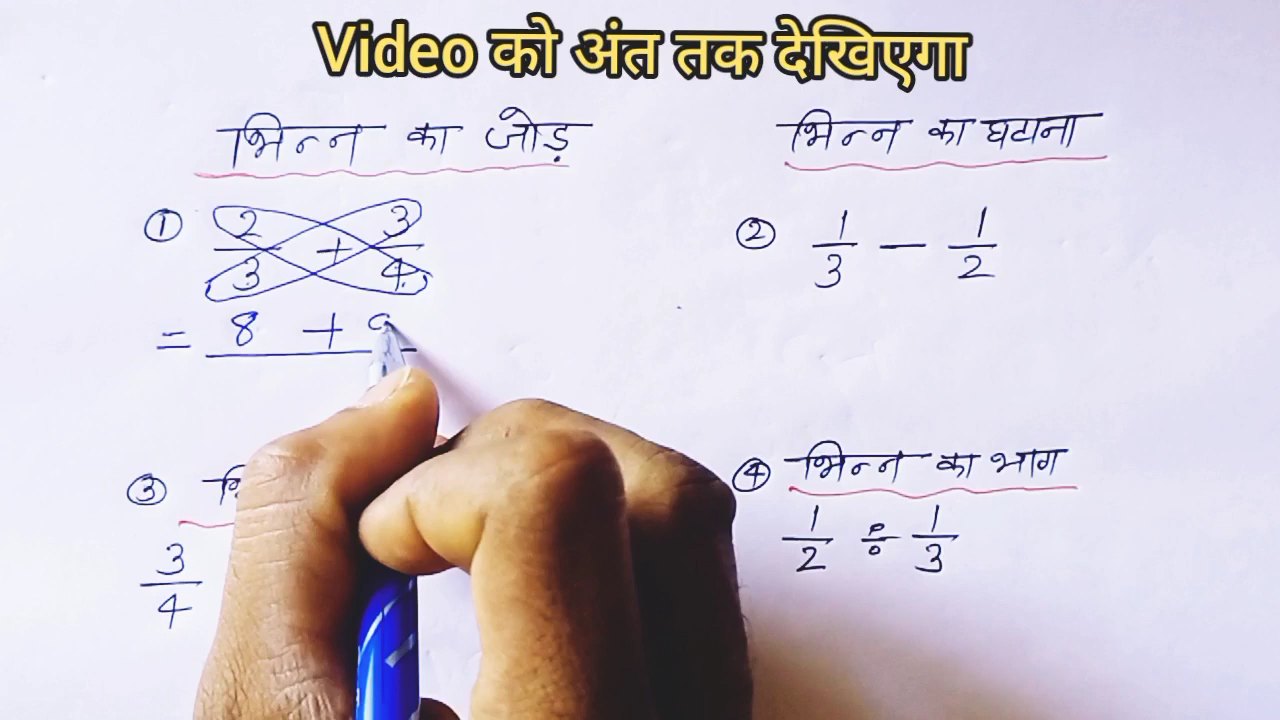 Video को अंत तक देखिएगा
भिन्न का जोड़
① 2/3 + 3/4
= 8 + 9
भिन्न का घटाना
② 1/3 — 1/2
③
3/4
④ भिन्न का भाग
1/2 ÷ 1/3